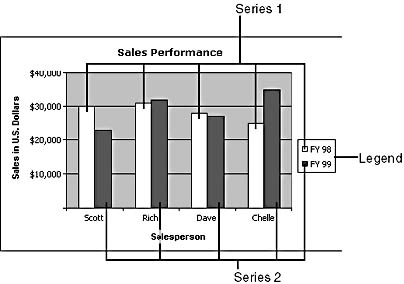 Series 1
Sales Performance
Sales in U.S. Dollars
$40,000
$30,000
$20,000
$10,000
FY 98
FY 99
Legend
Scott
Rich
Dave
Chelle
Salesperson
Series 2